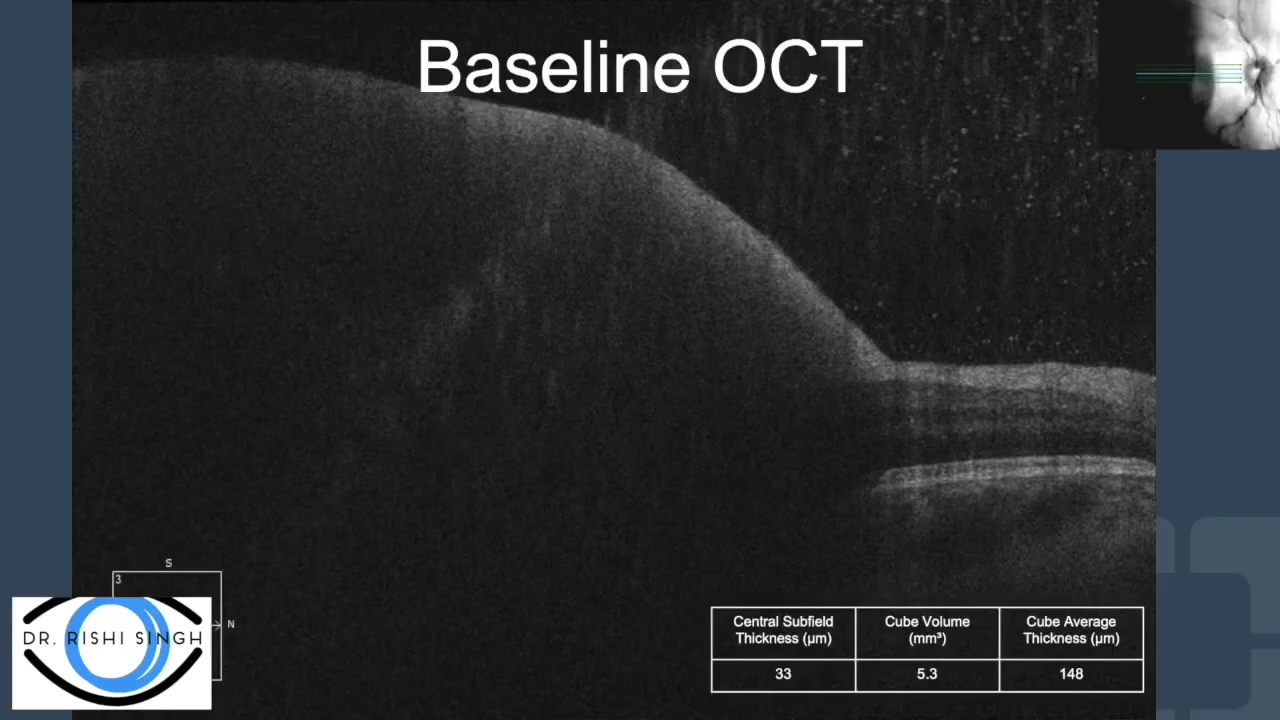 Baseline OCT
S
3
N
DR. RISHI SINGH
Central Subfield Thickness (μm)
Cube Volume (mm³)
Cube Average Thickness (μm)
33
5.3
148